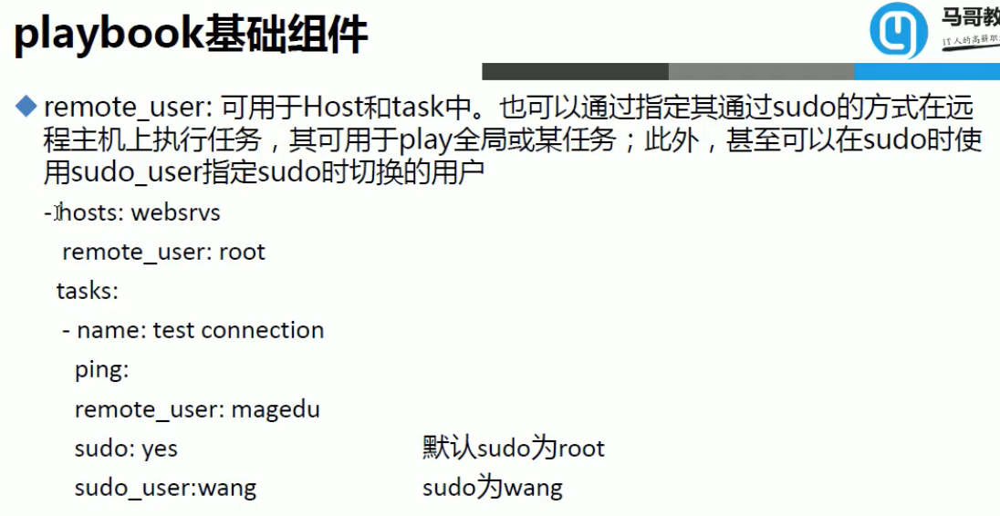 playbook基础组件
马哥教
IT人的高薪职
remote_user: 可用于Host和task中。也可以通过指定其通过sudo的方式在远
程主机上执行任务，其可用于play全局或某任务；此外，甚至可以在sudo时使
用sudo_user指定sudo时切换的用户
-hosts: websrvs
remote_user: root
tasks:
- name: test connection
ping:
remote_user: magedu
sudo: yes 默认sudo为root
sudo_user:wang sudo为wang